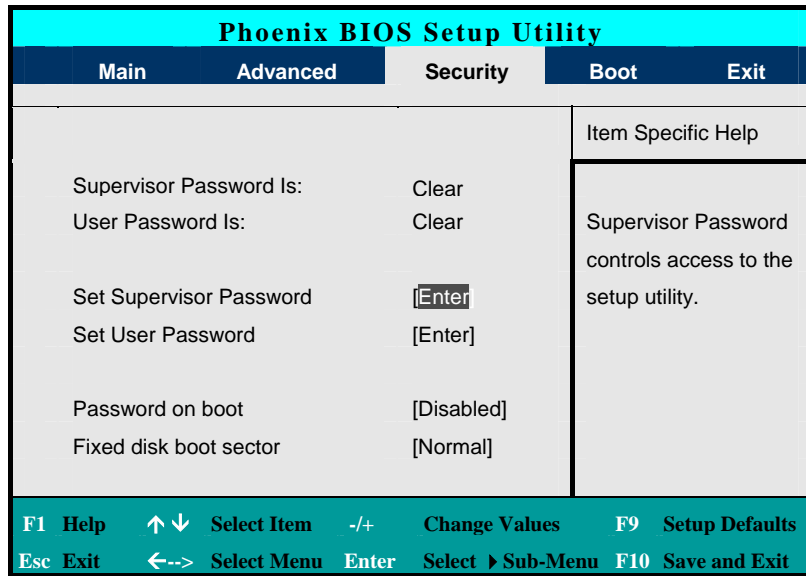 Phoenix BIOS Setup Utility
Main Advanced Security Boot Exit
Item Specific Help
Supervisor Password Is: Clear
User Password Is: Clear
Supervisor Password
controls access to the
setup utility.
Set Supervisor Password [Enter]
Set User Password [Enter]
Password on boot [Disabled]
Fixed disk boot sector [Normal]
F1 Help ↑↓ Select Item -/+ Change Values F9 Setup Defaults
Esc Exit ←--> Select Menu Enter Select ▶ Sub-Menu F10 Save and Exit